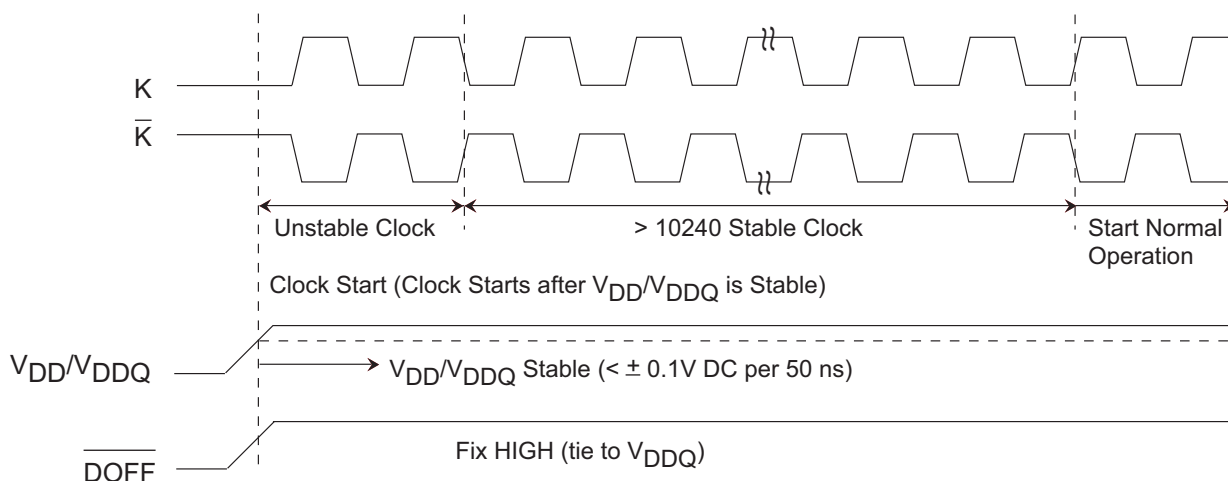 K
K̅
Unstable Clock
> 10240 Stable Clock
Start Normal
Operation
Clock Start (Clock Starts after VDD/VDDQ is Stable)
VDD/VDDQ
VDD/VDDQ Stable (< ± 0.1V DC per 50 ns)
Fix HIGH (tie to VDDQ)
D̅O̅F̅F̅